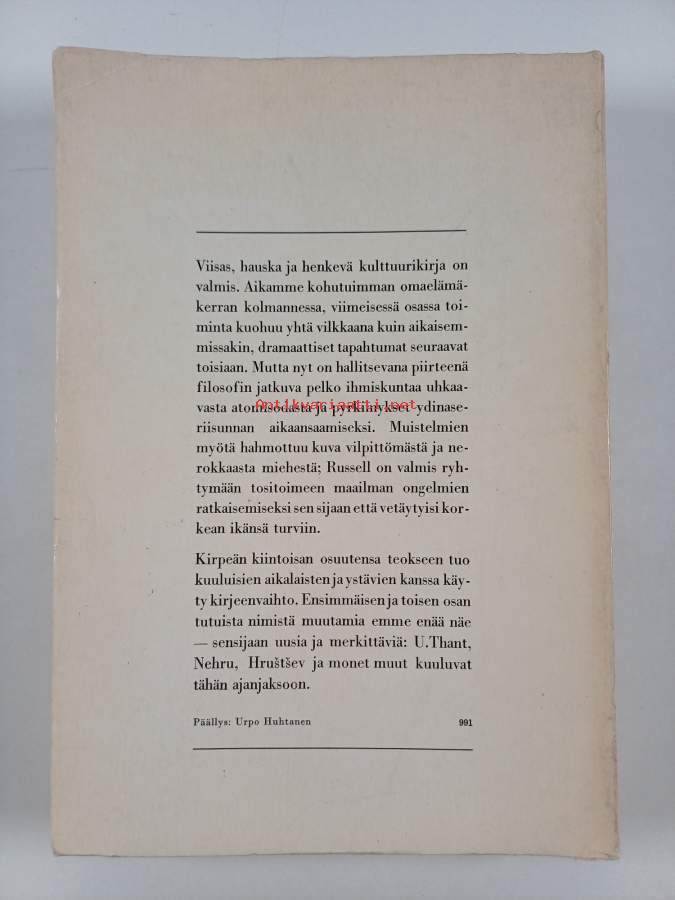 Viisas, hauska ja henkevä kulttuurikirja on
valmis. Aikamme kohutuimman omaelämä-
kerran kolmannessa, viimeisessä osassa toi-
minta kuohuu yhtä vilkkaana kuin aikaisem-
missakin, dramaattiset tapahtumat seuraavat
toisiaan. Mutta nyt on hallitsevana piirteenä
filosofin jatkuva pelko ihmiskuntaa uhkaa-
vasta atomisodasta ja pyrkimykset ydinase-
Antikvariaatti.net
riisunnan aikaansaamiseksi. Muistelmien
myötä hahmottuu kuva vilpittömästä ja ne-
rokkaasta miehestä; Russell on valmis ryh-
tymään tositoimeen maailman ongelmien
ratkaisemiseksi sen sijaan että vetäytyisi kor-
kean ikänsä turviin.
Kirpeän kiintoisan osuutensa teokseen tuo
kuuluisien aikalaisten ja ystävien kanssa käy-
ty kirjeenvaihto. Ensimmäisen ja toisen osan
tutuista nimistä muutamia emme enää näe
— sensijaan uusia ja merkittäviä: U.Thant,
Nehru, Hruštšev ja monet muut kuuluvat
tähän ajanjaksoon.
Päällys: Urpo Huhtanen 991